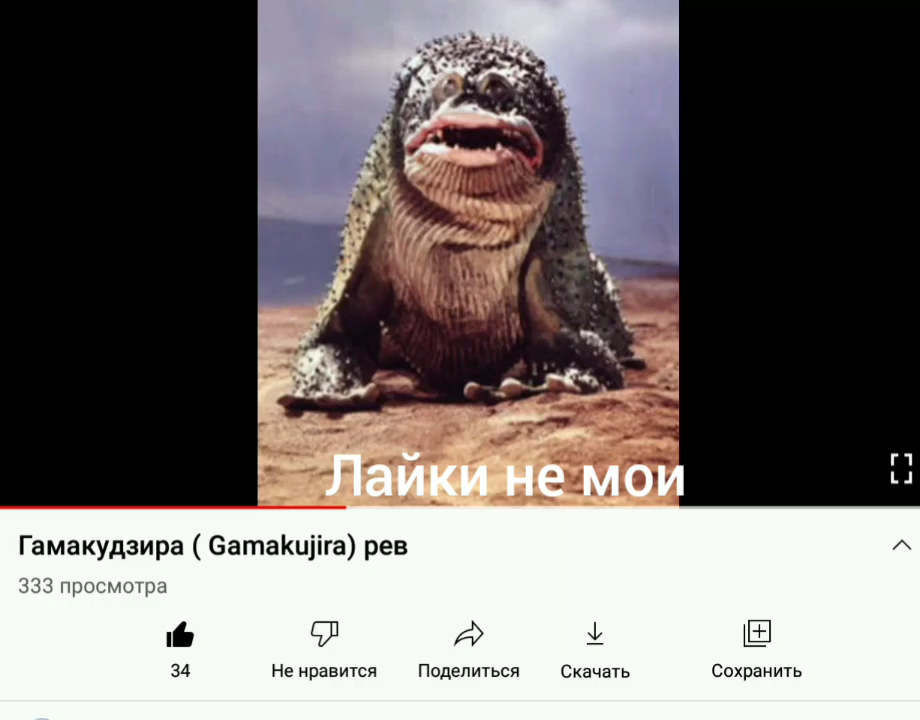 Лайки не мои
Гамакудзира ( Gamakujira) рев
333 просмотра
34
Не нравится
Поделиться
Скачать
Сохранить